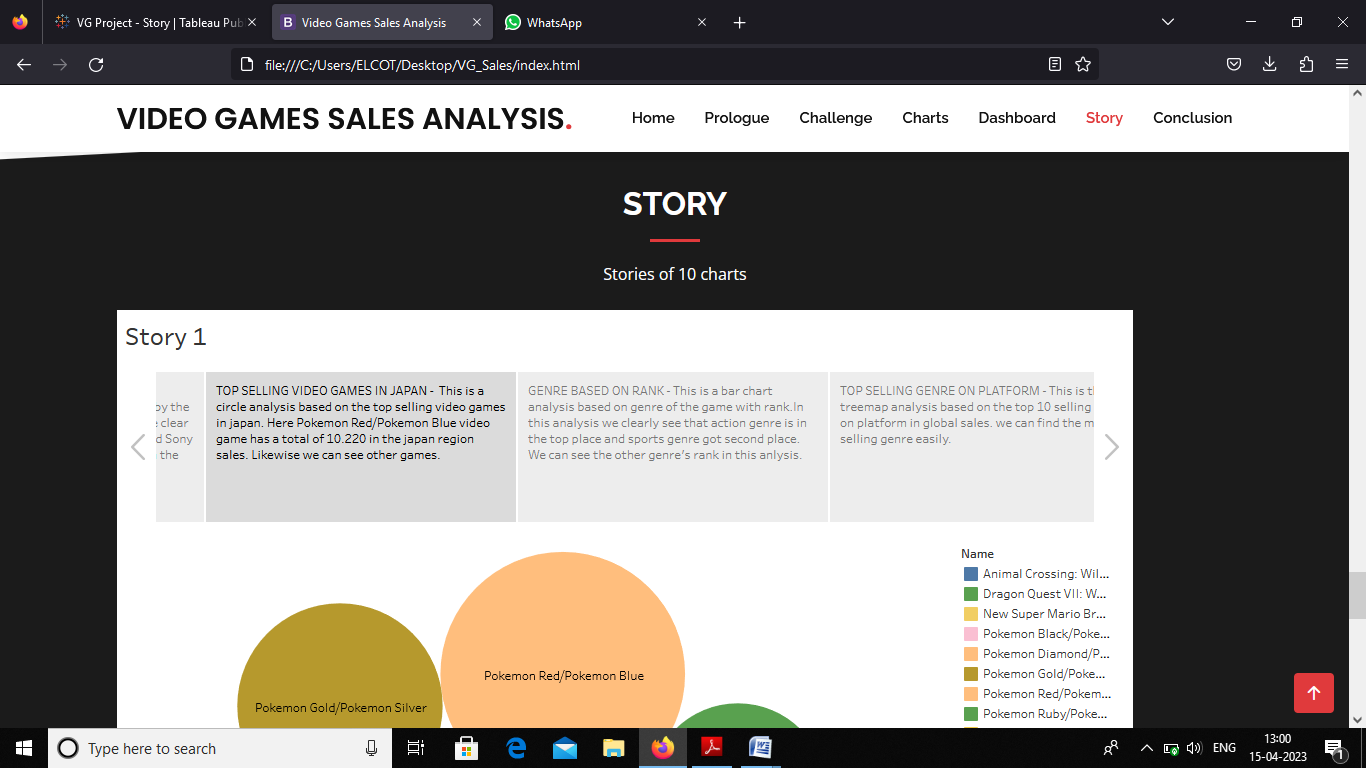 VG Project - Story | Tableau Pub
Video Games Sales Analysis
WhatsApp
file:///C:/Users/ELCOT/Desktop/VG_Sales/index.html
VIDEO GAMES SALES ANALYSIS.
Home Prologue Challenge Charts Dashboard Story Conclusion
STORY
Stories of 10 charts
Story 1
by the
clear
d Sony
the
TOP SELLING VIDEO GAMES IN JAPAN - This is a
circle analysis based on the top selling video games
in japan. Here Pokemon Red/Pokemon Blue video
game has a total of 10.220 in the japan region
sales. Likewise we can see other games.
GENRE BASED ON RANK - This is a bar chart
analysis based on genre of the game with rank.In
this analysis we clearly see that action genre is in
the top place and sports genre got second place.
We can see the other genre's rank in this anlysis.
TOP SELLING GENRE ON PLATFORM - This is th
treemap analysis based on the top 10 selling
on platform in global sales. we can find the m
selling genre easily.
Name
Animal Crossing: Wil...
Dragon Quest VII: W...
New Super Mario Br...
Pokemon Black/Poke...
Pokemon Diamond/P...
Pokemon Gold/Poke...
Pokemon Red/Pokem...
Pokemon Ruby/Poke...
Pokemon Red/Pokemon Blue
Pokemon Gold/Pokemon Silver
Type here to search
ENG
13:00
15-04-2023
1